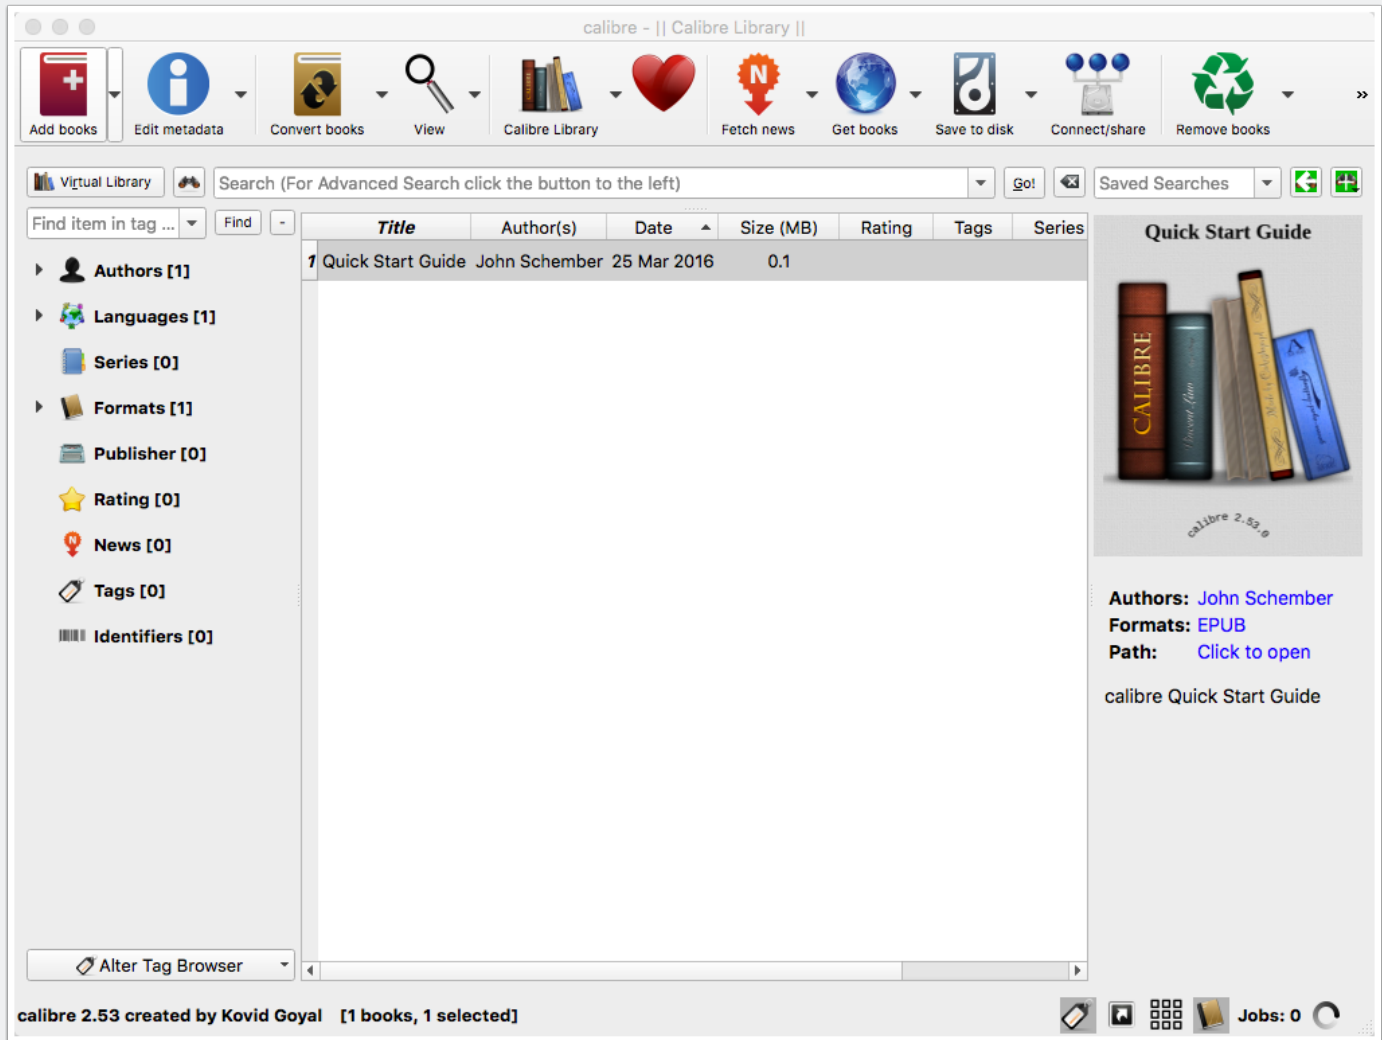 calibre - || Calibre Library ||
Add books
Edit metadata
Convert books
View
Calibre Library
Fetch news
Get books
Save to disk
Connect/share
Remove books
»
Virtual Library
Search (For Advanced Search click the button to the left)
Go!
Saved Searches
Find item in tag ...
Find
-
Title Author(s) Date Size (MB) Rating Tags Series
1 Quick Start Guide John Schember 25 Mar 2016 0.1
Authors [1]
Languages [1]
Series [0]
Formats [1]
Publisher [0]
Rating [0]
News [0]
Tags [0]
Identifiers [0]
Quick Start Guide
CALIBRE
calibre 2.53.0
Authors: John Schember
Formats: EPUB
Path: Click to open
calibre Quick Start Guide
Alter Tag Browser
calibre 2.53 created by Kovid Goyal [1 books, 1 selected]
Jobs: 0